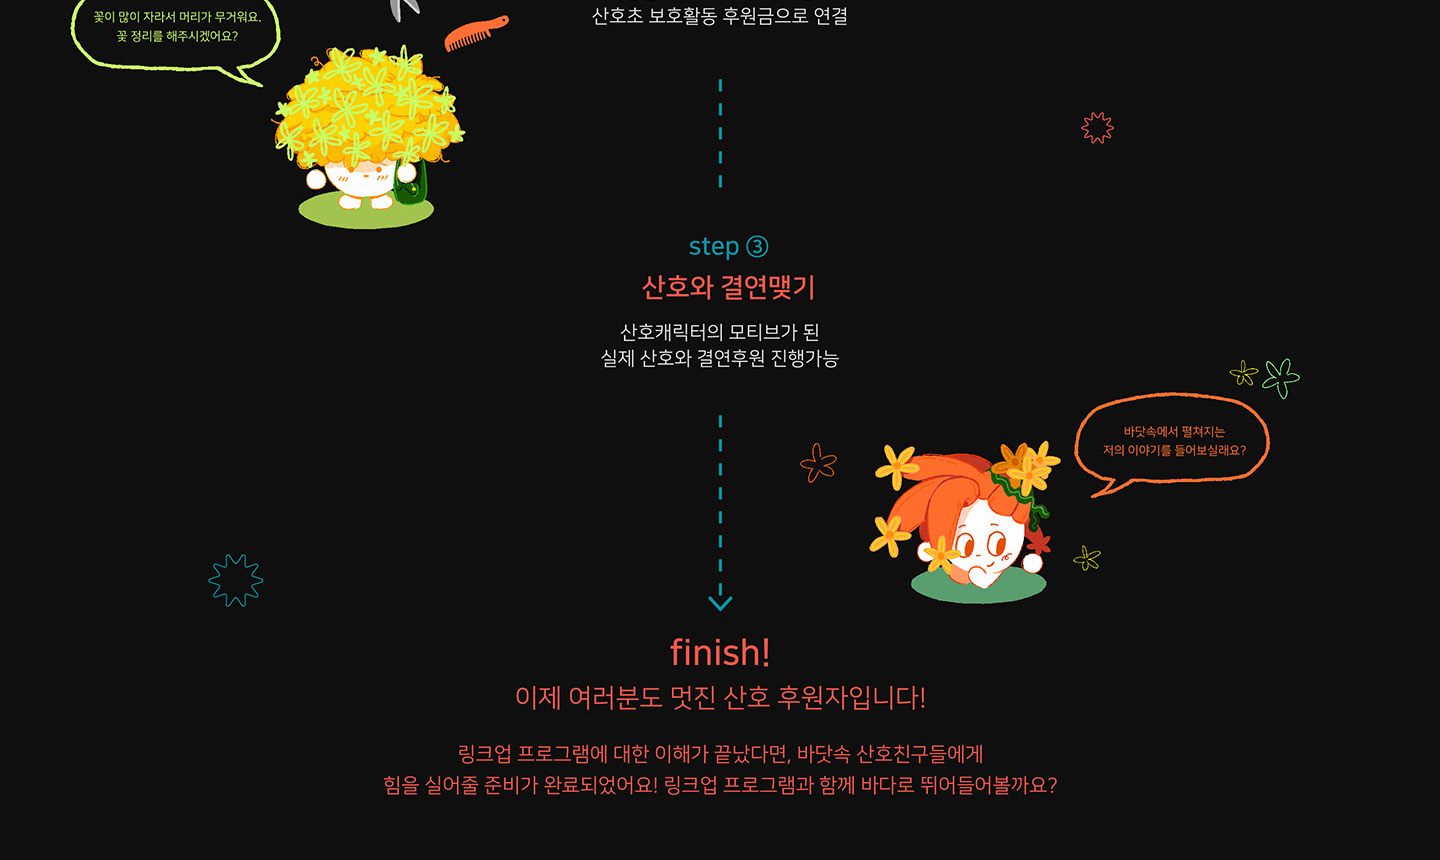 꽃이 많이 자라서 머리가 무거워요.
꽃 정리를 해주시겠어요?
산호초 보호활동 후원금으로 연결
step ③
산호와 결연맺기
산호캐릭터의 모티브가 된
실제 산호와 결연후원 진행가능
바닷속에서 펼쳐지는
저의 이야기를 들어보실래요?
finish!
이제 여러분도 멋진 산호 후원자입니다!
링크업 프로그램에 대한 이해가 끝났다면, 바닷속 산호친구들에게
힘을 실어줄 준비가 완료되었어요! 링크업 프로그램과 함께 바다로 뛰어들어볼까요?